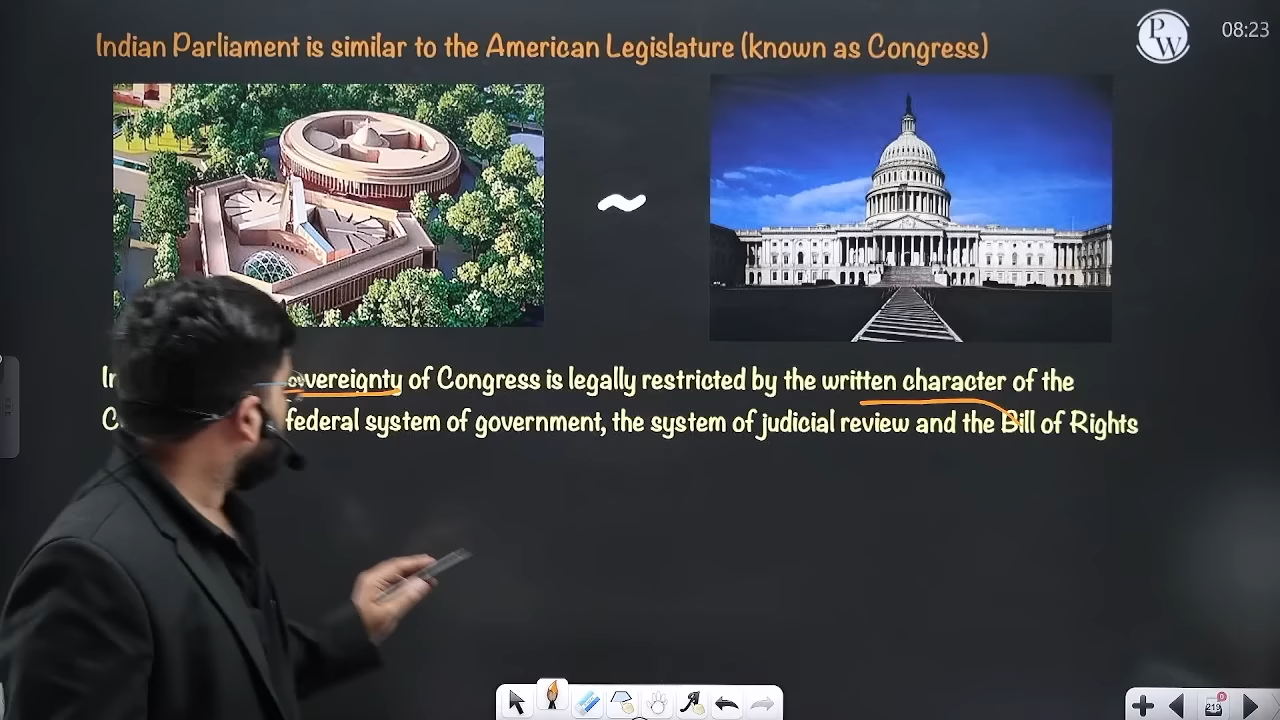 Indian Parliament is similar to the American Legislature (known as Congress)
PW
08:23
sovereignty of Congress is legally restricted by the written character of the
federal system of government, the system of judicial review and the Bill of Rights